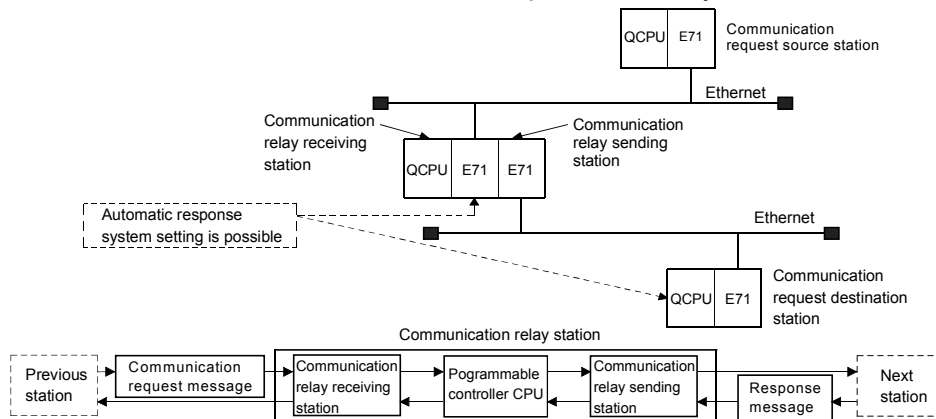 QCPU E71
Communication
request source station
Ethernet
Communication
relay receiving
station
Communication
relay sending
station
QCPU E71 E71
Automatic response
system setting is possible
Ethernet
QCPU E71
Communication
request destination
station
Communication relay station
Previous
station
Communication
request message
Communication
relay receiving
station
Pogrammable
controller CPU
Communication
relay sending
station
Response
message
Next
station